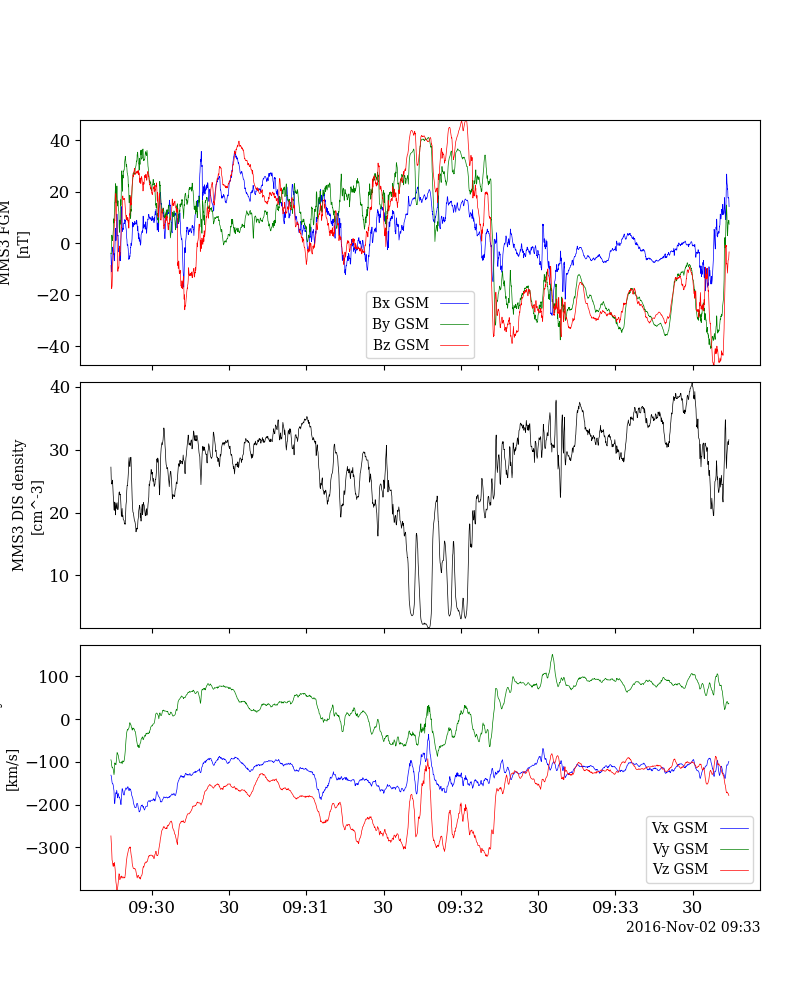 40
20
0
−20
−40
MMS3 FGM
[nT]
Bx GSM
By GSM
Bz GSM
40
30
20
10
MMS3 DIS density
[cm^-3]
100
0
−100
−200
−300
[km/s]
Vx GSM
Vy GSM
Vz GSM
09:30 30 09:31 30 09:32 30 09:33 30
2016-Nov-02 09:33